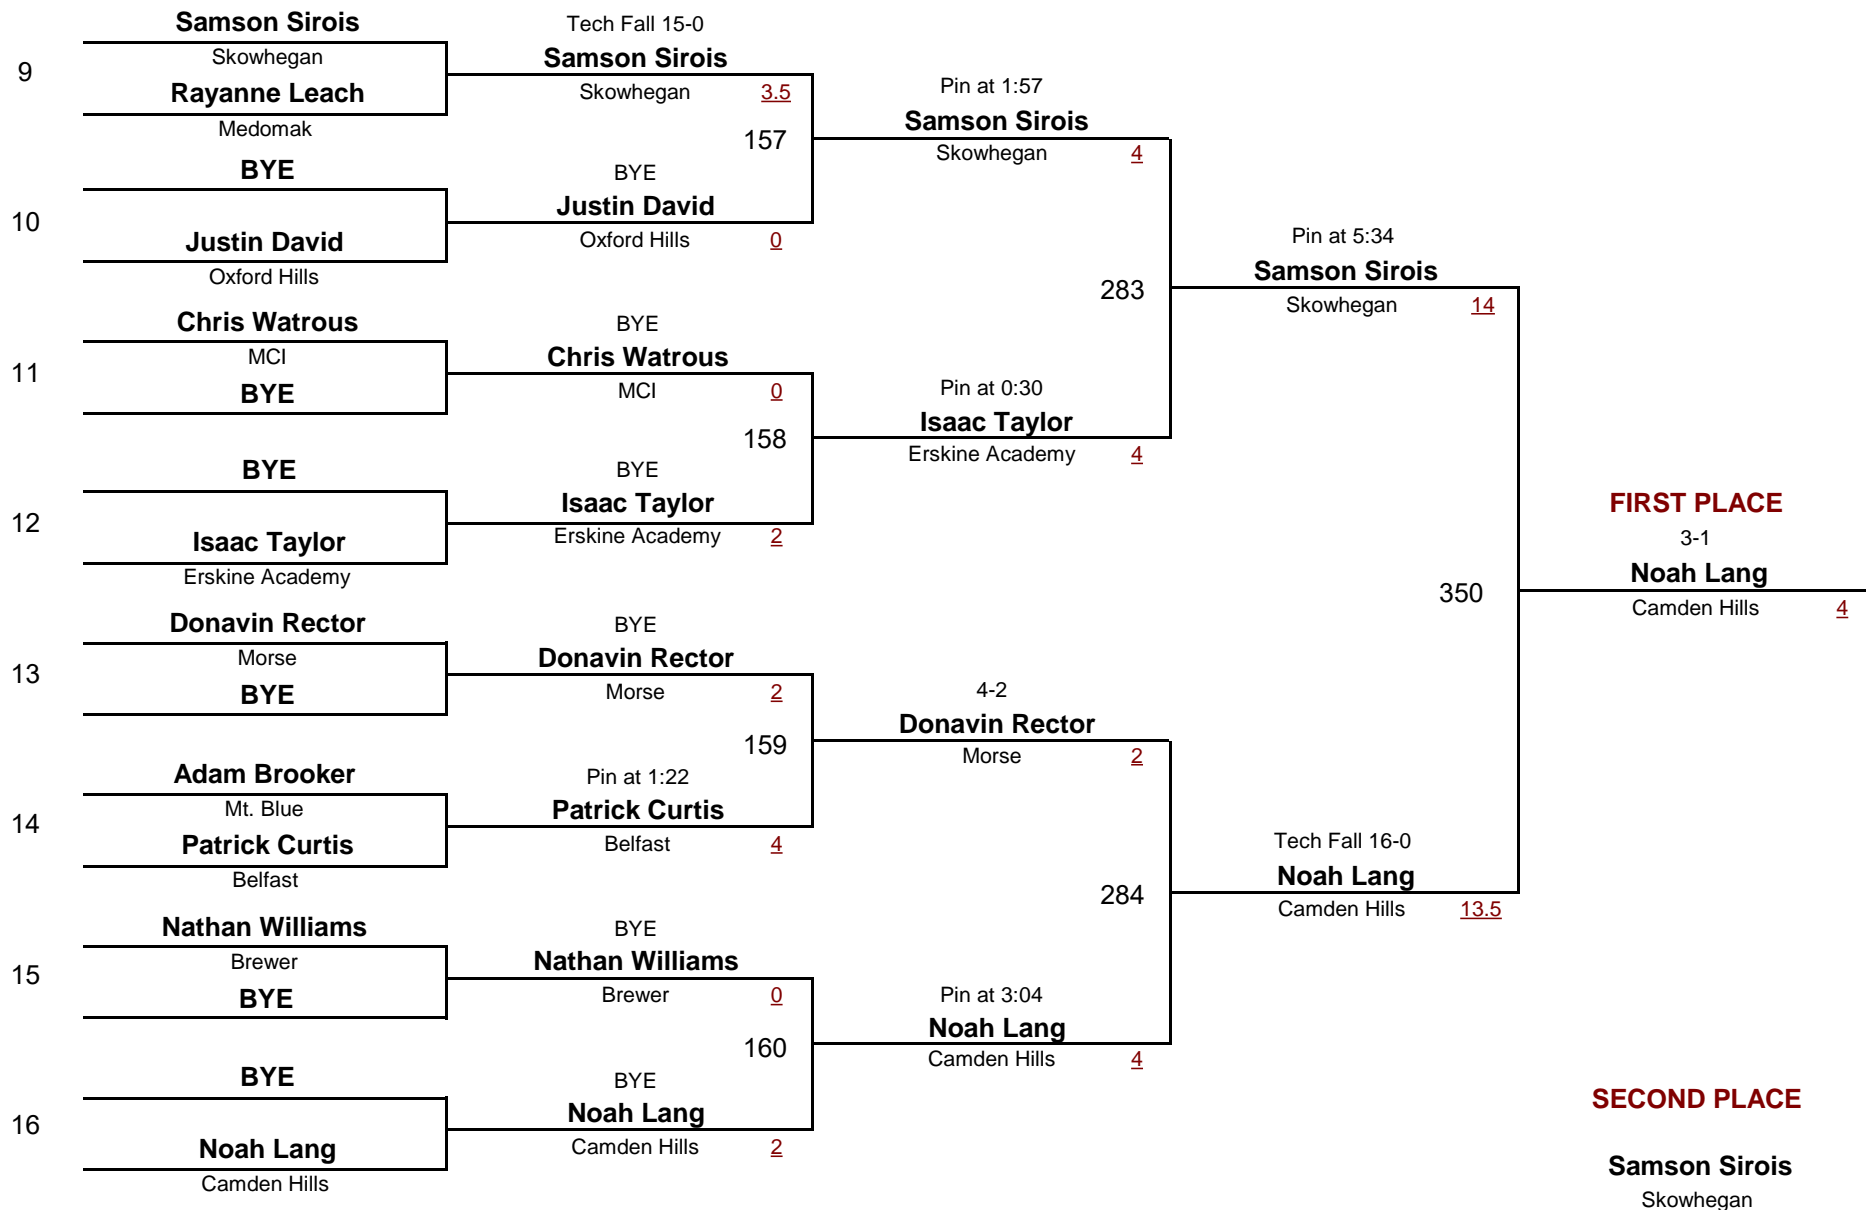 9
Samson Sirois
Skowhegan
Rayanne Leach
Medomak
10
BYE
Justin David
Oxford Hills
11
Chris Watrous
MCI
BYE
12
BYE
Isaac Taylor
Erskine Academy
13
Donavin Rector
Morse
BYE
14
Adam Brooker
Mt. Blue
Patrick Curtis
Belfast
15
Nathan Williams
Brewer
BYE
16
BYE
Noah Lang
Camden Hills
Tech Fall 15-0
Samson Sirois
Skowhegan 3.5
157
BYE
Justin David
Oxford Hills 0
BYE
Chris Watrous
MCI 0
158
BYE
Isaac Taylor
Erskine Academy 2
BYE
Donavin Rector
Morse 2
159
Pin at 1:22
Patrick Curtis
Belfast 4
BYE
Nathan Williams
Brewer 0
160
BYE
Noah Lang
Camden Hills 2
Pin at 1:57
Samson Sirois
Skowhegan 4
283
Pin at 0:30
Isaac Taylor
Erskine Academy 4
4-2
Donavin Rector
Morse 2
284
Pin at 3:04
Noah Lang
Camden Hills 4
Pin at 5:34
Samson Sirois
Skowhegan 14
350
Tech Fall 16-0
Noah Lang
Camden Hills 13.5
FIRST PLACE
3-1
Noah Lang
Camden Hills 4
SECOND PLACE
Samson Sirois
Skowhegan